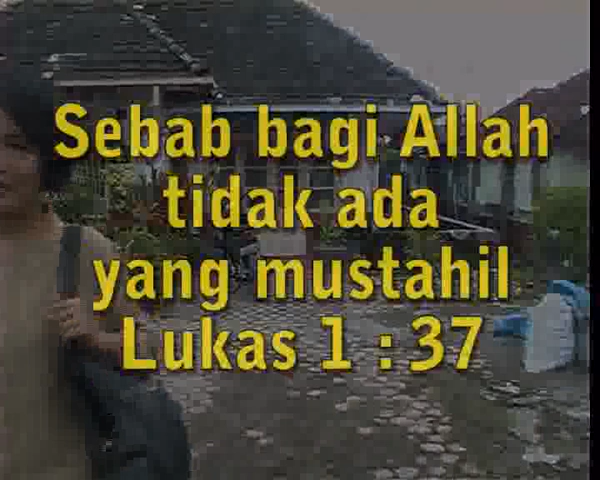 Sebab bagi Allah
tidak ada
yang mustahil
Lukas 1 : 37